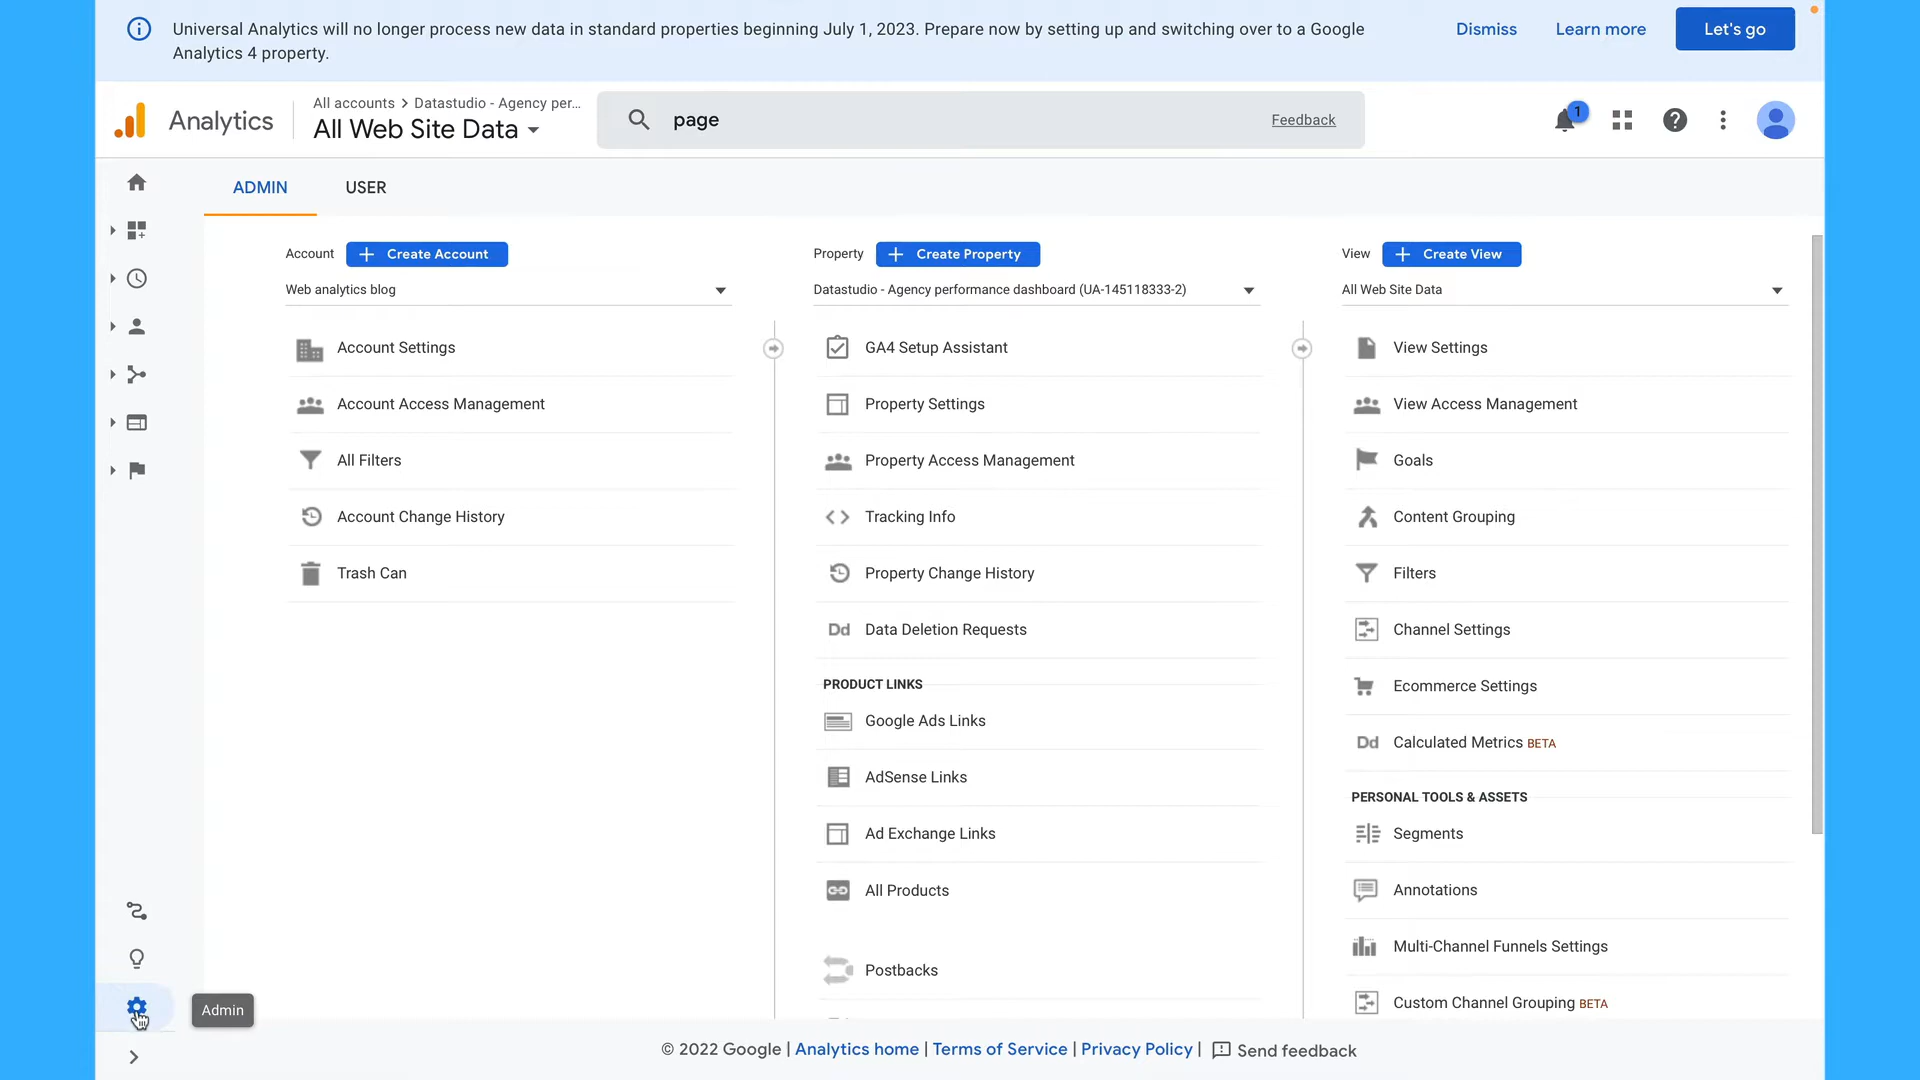 Universal Analytics will no longer process new data in standard properties beginning July 1, 2023. Prepare now by setting up and switching over to a Google
Analytics 4 property.
Dismiss
Learn more
Let's go
Analytics
All accounts > Datastudio - Agency per...
All Web Site Data
page
Feedback
1
ADMIN
USER
Account
Create Account
Web analytics blog
Account Settings
Account Access Management
All Filters
Account Change History
Trash Can
Property
Create Property
Datastudio - Agency performance dashboard (UA-145118333-2)
GA4 Setup Assistant
Property Settings
Property Access Management
Tracking Info
Property Change History
Dd Data Deletion Requests
PRODUCT LINKS
Google Ads Links
AdSense Links
Ad Exchange Links
All Products
Postbacks
View
Create View
All Web Site Data
View Settings
View Access Management
Goals
Content Grouping
Filters
Channel Settings
Ecommerce Settings
Dd Calculated Metrics BETA
PERSONAL TOOLS & ASSETS
Segments
Annotations
Multi-Channel Funnels Settings
Custom Channel Grouping BETA
Admin
© 2022 Google | Analytics home | Terms of Service | Privacy Policy | Send feedback